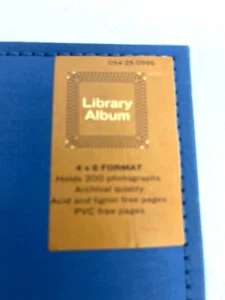 054 25 0996
Library
Album
4 x 6 FORMAT
Holds 200 photographs
Archival quality
Acid and lignin free pages
PVC free pages